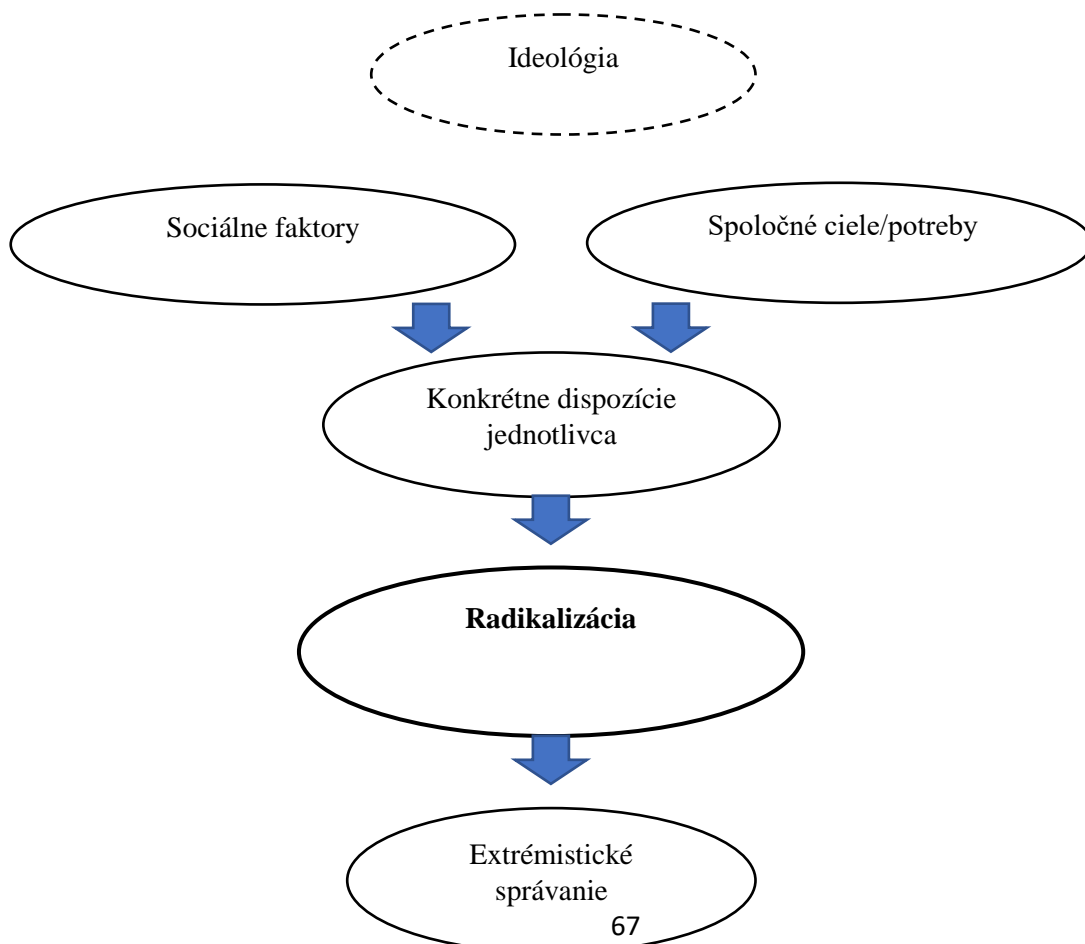 Ideológia
Sociálne faktory
Spoločné ciele/potreby
Konkrétne dispozície
jednotlivca
Radikalizácia
Extrémistické
správanie
67